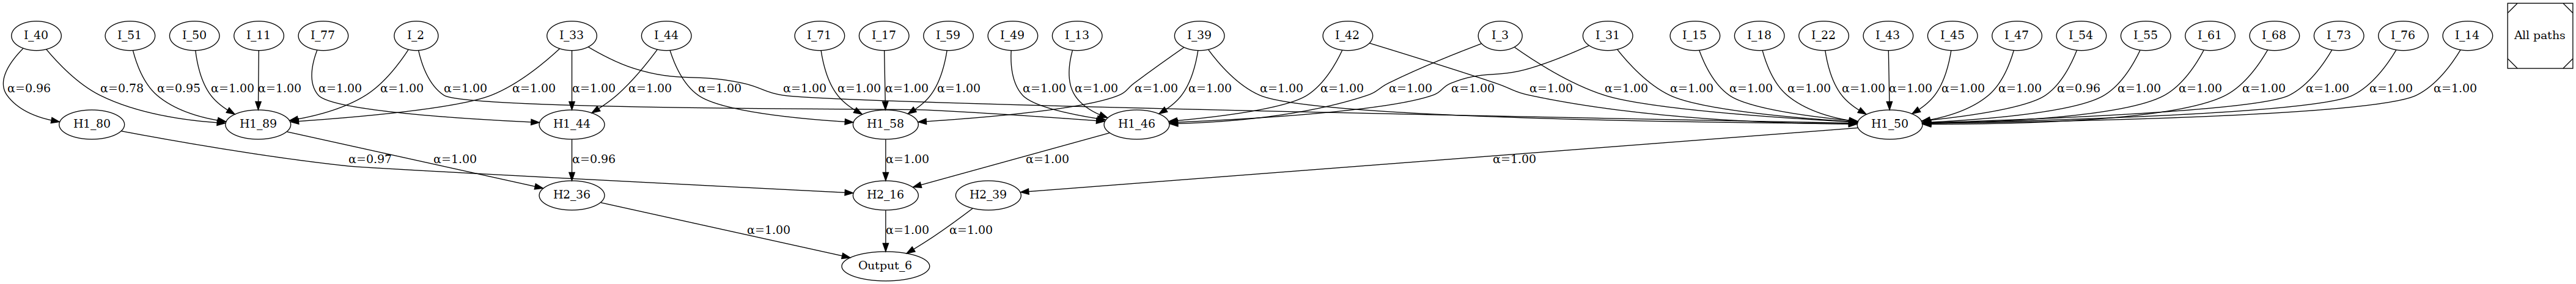 I_40 I_51 I_50 I_11 I_77 I_2 I_33 I_44 I_71 I_17 I_59 I_49 I_13 I_39 I_42 I_3 I_31 I_15 I_18 I_22 I_43 I_45 I_47 I_54 I_55 I_61 I_68 I_73 I_76 I_14 All paths
α=0.96 α=0.78 α=0.95 α=1.00 α=1.00 α=1.00 α=1.00 α=1.00 α=1.00 α=1.00 α=1.00 α=1.00 α=1.00 α=1.00 α=1.00 α=1.00 α=1.00 α=1.00 α=1.00 α=1.00 α=1.00 α=1.00 α=1.00 α=1.00 α=1.00 α=1.00 α=1.00 α=1.00 α=1.00 α=1.00 α=0.96 α=1.00 α=1.00 α=1.00 α=1.00 α=1.00 α=1.00
H1_80 H1_89 H1_44 H1_58 H1_46 H1_50
α=0.97 α=1.00 α=0.96 α=1.00 α=1.00 α=1.00
H2_36 H2_16 H2_39
α=1.00 α=1.00 α=1.00
Output_6